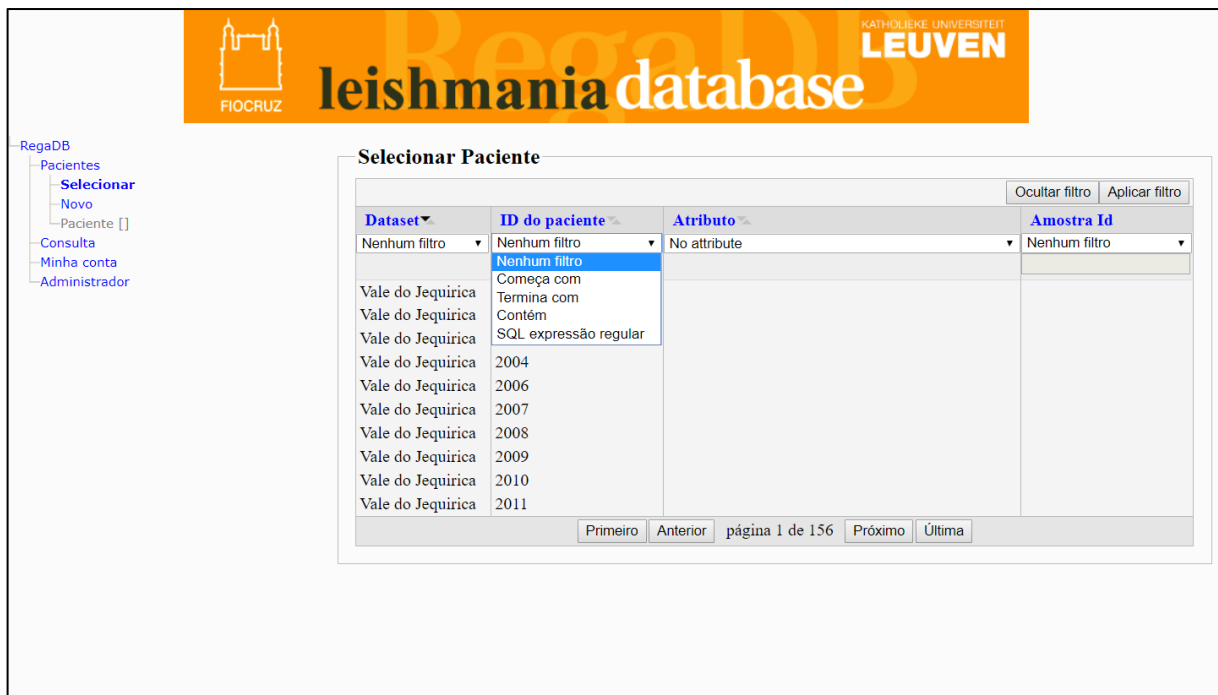 KATHOLIEKE UNIVERSITEIT
LEUVEN
RegaDB
FIOCRUZ
leishmania database
RegaDB
Pacientes
Selecionar
Novo
Paciente []
Consulta
Minha conta
Administrador
Selecionar Paciente
Ocultar filtro Aplicar filtro
Dataset ID do paciente Atributo Amostra Id
Nenhum filtro Nenhum filtro No attribute Nenhum filtro
Nenhum filtro
Começa com
Termina com
Contém
SQL expressão regular
Vale do Jequirica
Vale do Jequirica
Vale do Jequirica
Vale do Jequirica 2004
Vale do Jequirica 2006
Vale do Jequirica 2007
Vale do Jequirica 2008
Vale do Jequirica 2009
Vale do Jequirica 2010
Vale do Jequirica 2011
Primeiro Anterior página 1 de 156 Próximo Última